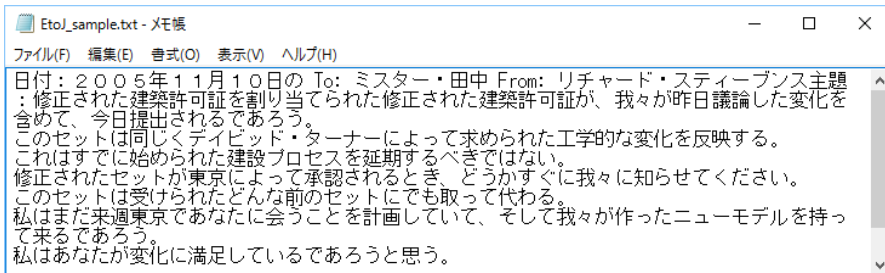 EtoJ_sample.txt - メモ帳
ファイル(F) 編集(E) 書式(O) 表示(V) ヘルプ(H)
日付：２００５年１１月１０日の To: ミスター・田中 From: リチャード・スティーブンス主題
：修正された建築許可証を割り当てられた修正された建築許可証が、我々が昨日議論した変化を
含めて、今日提出されるであろう。
このセットは同じくデイビッド・ターナーによって求められた工学的な変化を反映する。
これはすでに始められた建設プロセスを延期するべきではない。
修正されたセットが東京によって承認されるとき、どうかすぐに我々に知らせてください。
このセットは受けられたどんな前のセットにでも取って代わる。
私はまだ来週東京であなたに会うことを計画していて、そして我々が作ったニューモデルを持っ
て来るであろう。
私はあなたが変化に満足しているであろうと思う。